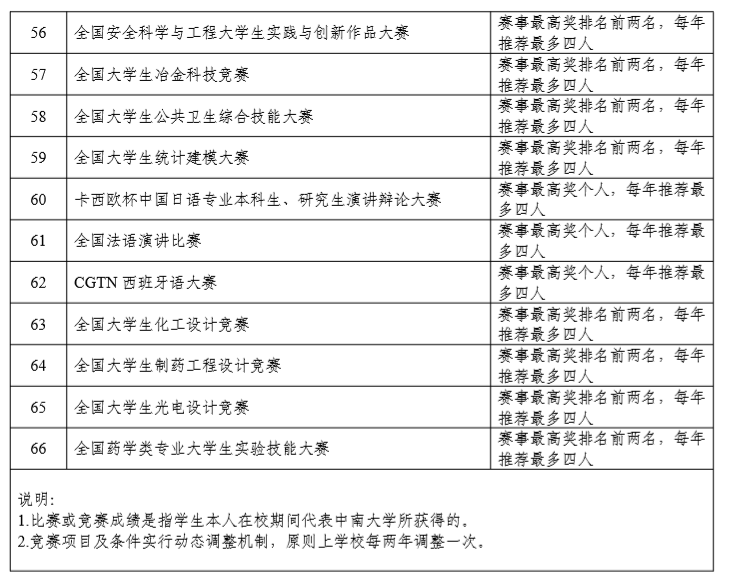 56 全国安全科学与工程大学生实践与创新作品大赛 赛事最高奖排名前两名，每年
推荐最多四人
57 全国大学生冶金科技竞赛 赛事最高奖排名前两名，每年
推荐最多四人
58 全国大学生公共卫生综合技能大赛 赛事最高奖排名前两名，每年
推荐最多四人
59 全国大学生统计建模大赛 赛事最高奖排名前两名，每年
推荐最多四人
60 卡西欧杯中国日语专业本科生、研究生演讲辩论大赛 赛事最高奖个人，每年推荐最
多四人
61 全国法语演讲比赛 赛事最高奖个人，每年推荐最
多四人
62 CGTN 西班牙语大赛 赛事最高奖个人，每年推荐最
多四人
63 全国大学生化工设计竞赛 赛事最高奖排名前两名，每年
推荐最多四人
64 全国大学生制药工程设计竞赛 赛事最高奖排名前两名，每年
推荐最多四人
65 全国大学生光电设计竞赛 赛事最高奖排名前两名，每年
推荐最多四人
66 全国药学类专业大学生实验技能大赛 赛事最高奖排名前两名，每年
推荐最多四人
说明：
1.比赛或竞赛成绩是指学生本人在校期间代表中南大学所获得的。
2.竞赛项目及条件实行动态调整机制，原则上学校每两年调整一次。